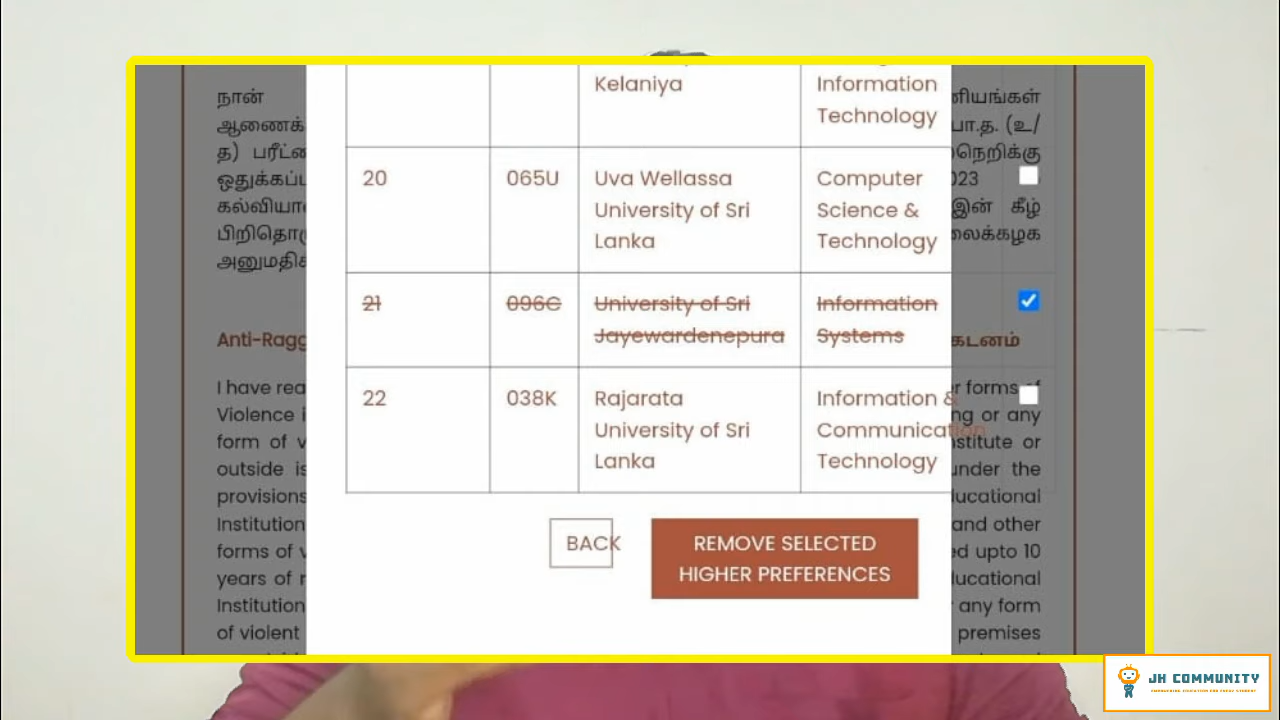 Kelaniya
Information
Technology
20 065U Uva Wellassa Computer
University of Sri Science &
Lanka Technology
21 096C University of Sri Information
Jayewardenepura Systems
22 038K Rajarata Information &
University of Sri Communication
Lanka Technology
BACK
REMOVE SELECTED
HIGHER PREFERENCES
நான்
ஆணைக்
த) பரீட்
ஒதுக்கப்
கல்வியா
பிறிதொ
அனுமதி
Anti-Ragg
I have rea
Violence i
form of v
outside is
provisions
Institution
forms of v
years of r
Institution
of violent
னியங்கள்
பா.த. (உ/
நெறிக்கு
023
இன் கீழ்
லைக்கழக
கடனம்
r forms of
ng or any
nstitute or
under the
ducational
and other
ed upto 10
ducational
any form
premises
JH COMMUNITY